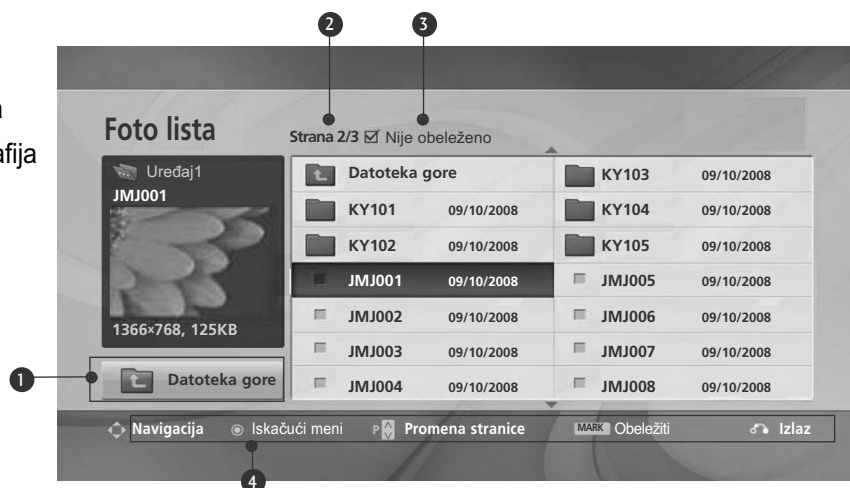 2 3
a
afija
Foto lista
Strana 2/3 Nije obeleženo
Uređaj1
JMJ001
1366×768, 125KB
Datoteka gore
KY101 09/10/2008
KY102 09/10/2008
JMJ001 09/10/2008
JMJ002 09/10/2008
JMJ003 09/10/2008
JMJ004 09/10/2008
KY103 09/10/2008
KY104 09/10/2008
KY105 09/10/2008
JMJ005 09/10/2008
JMJ006 09/10/2008
JMJ007 09/10/2008
JMJ008 09/10/2008
1
Datoteka gore
Navigacija Iskačući meni P Promena stranice MARK Obeležiti Izlaz
4